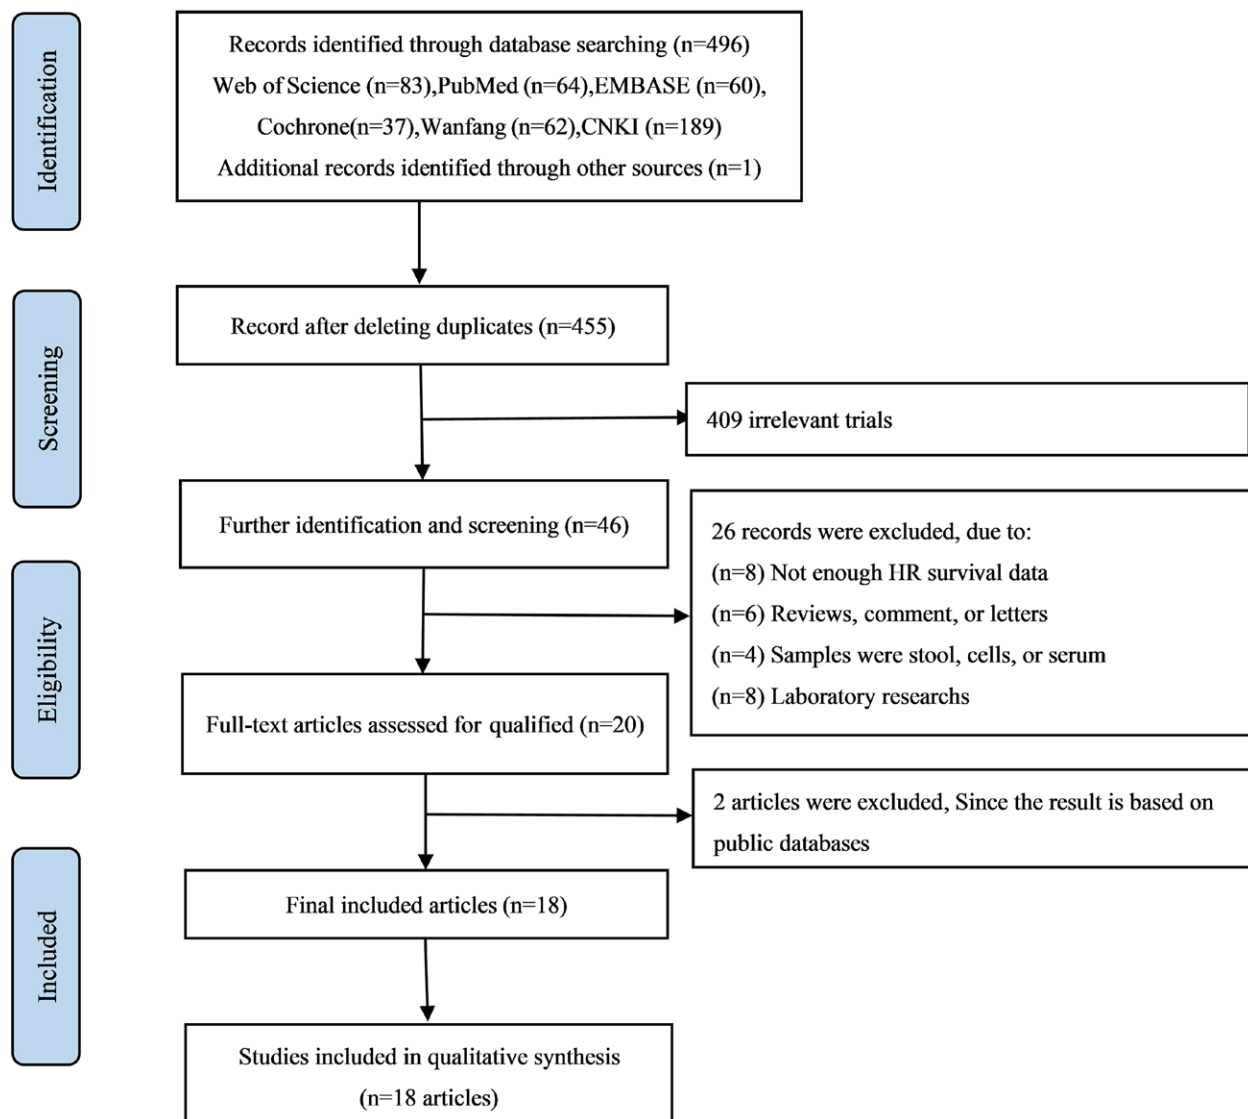 Identification
Records identified through database searching (n=496)
Web of Science (n=83),PubMed (n=64),EMBASE (n=60),
Cochrone(n=37),Wanfang (n=62),CNKI (n=189)
Additional records identified through other sources (n=1)
Screening
Record after deleting duplicates (n=455)
409 irrelevant trials
Further identification and screening (n=46)
26 records were excluded, due to:
(n=8) Not enough HR survival data
(n=6) Reviews, comment, or letters
(n=4) Samples were stool, cells, or serum
(n=8) Laboratory researchs
Eligibility
Full-text articles assessed for qualified (n=20)
2 articles were excluded, Since the result is based on
public databases
Included
Final included articles (n=18)
Studies included in qualitative synthesis
(n=18 articles)